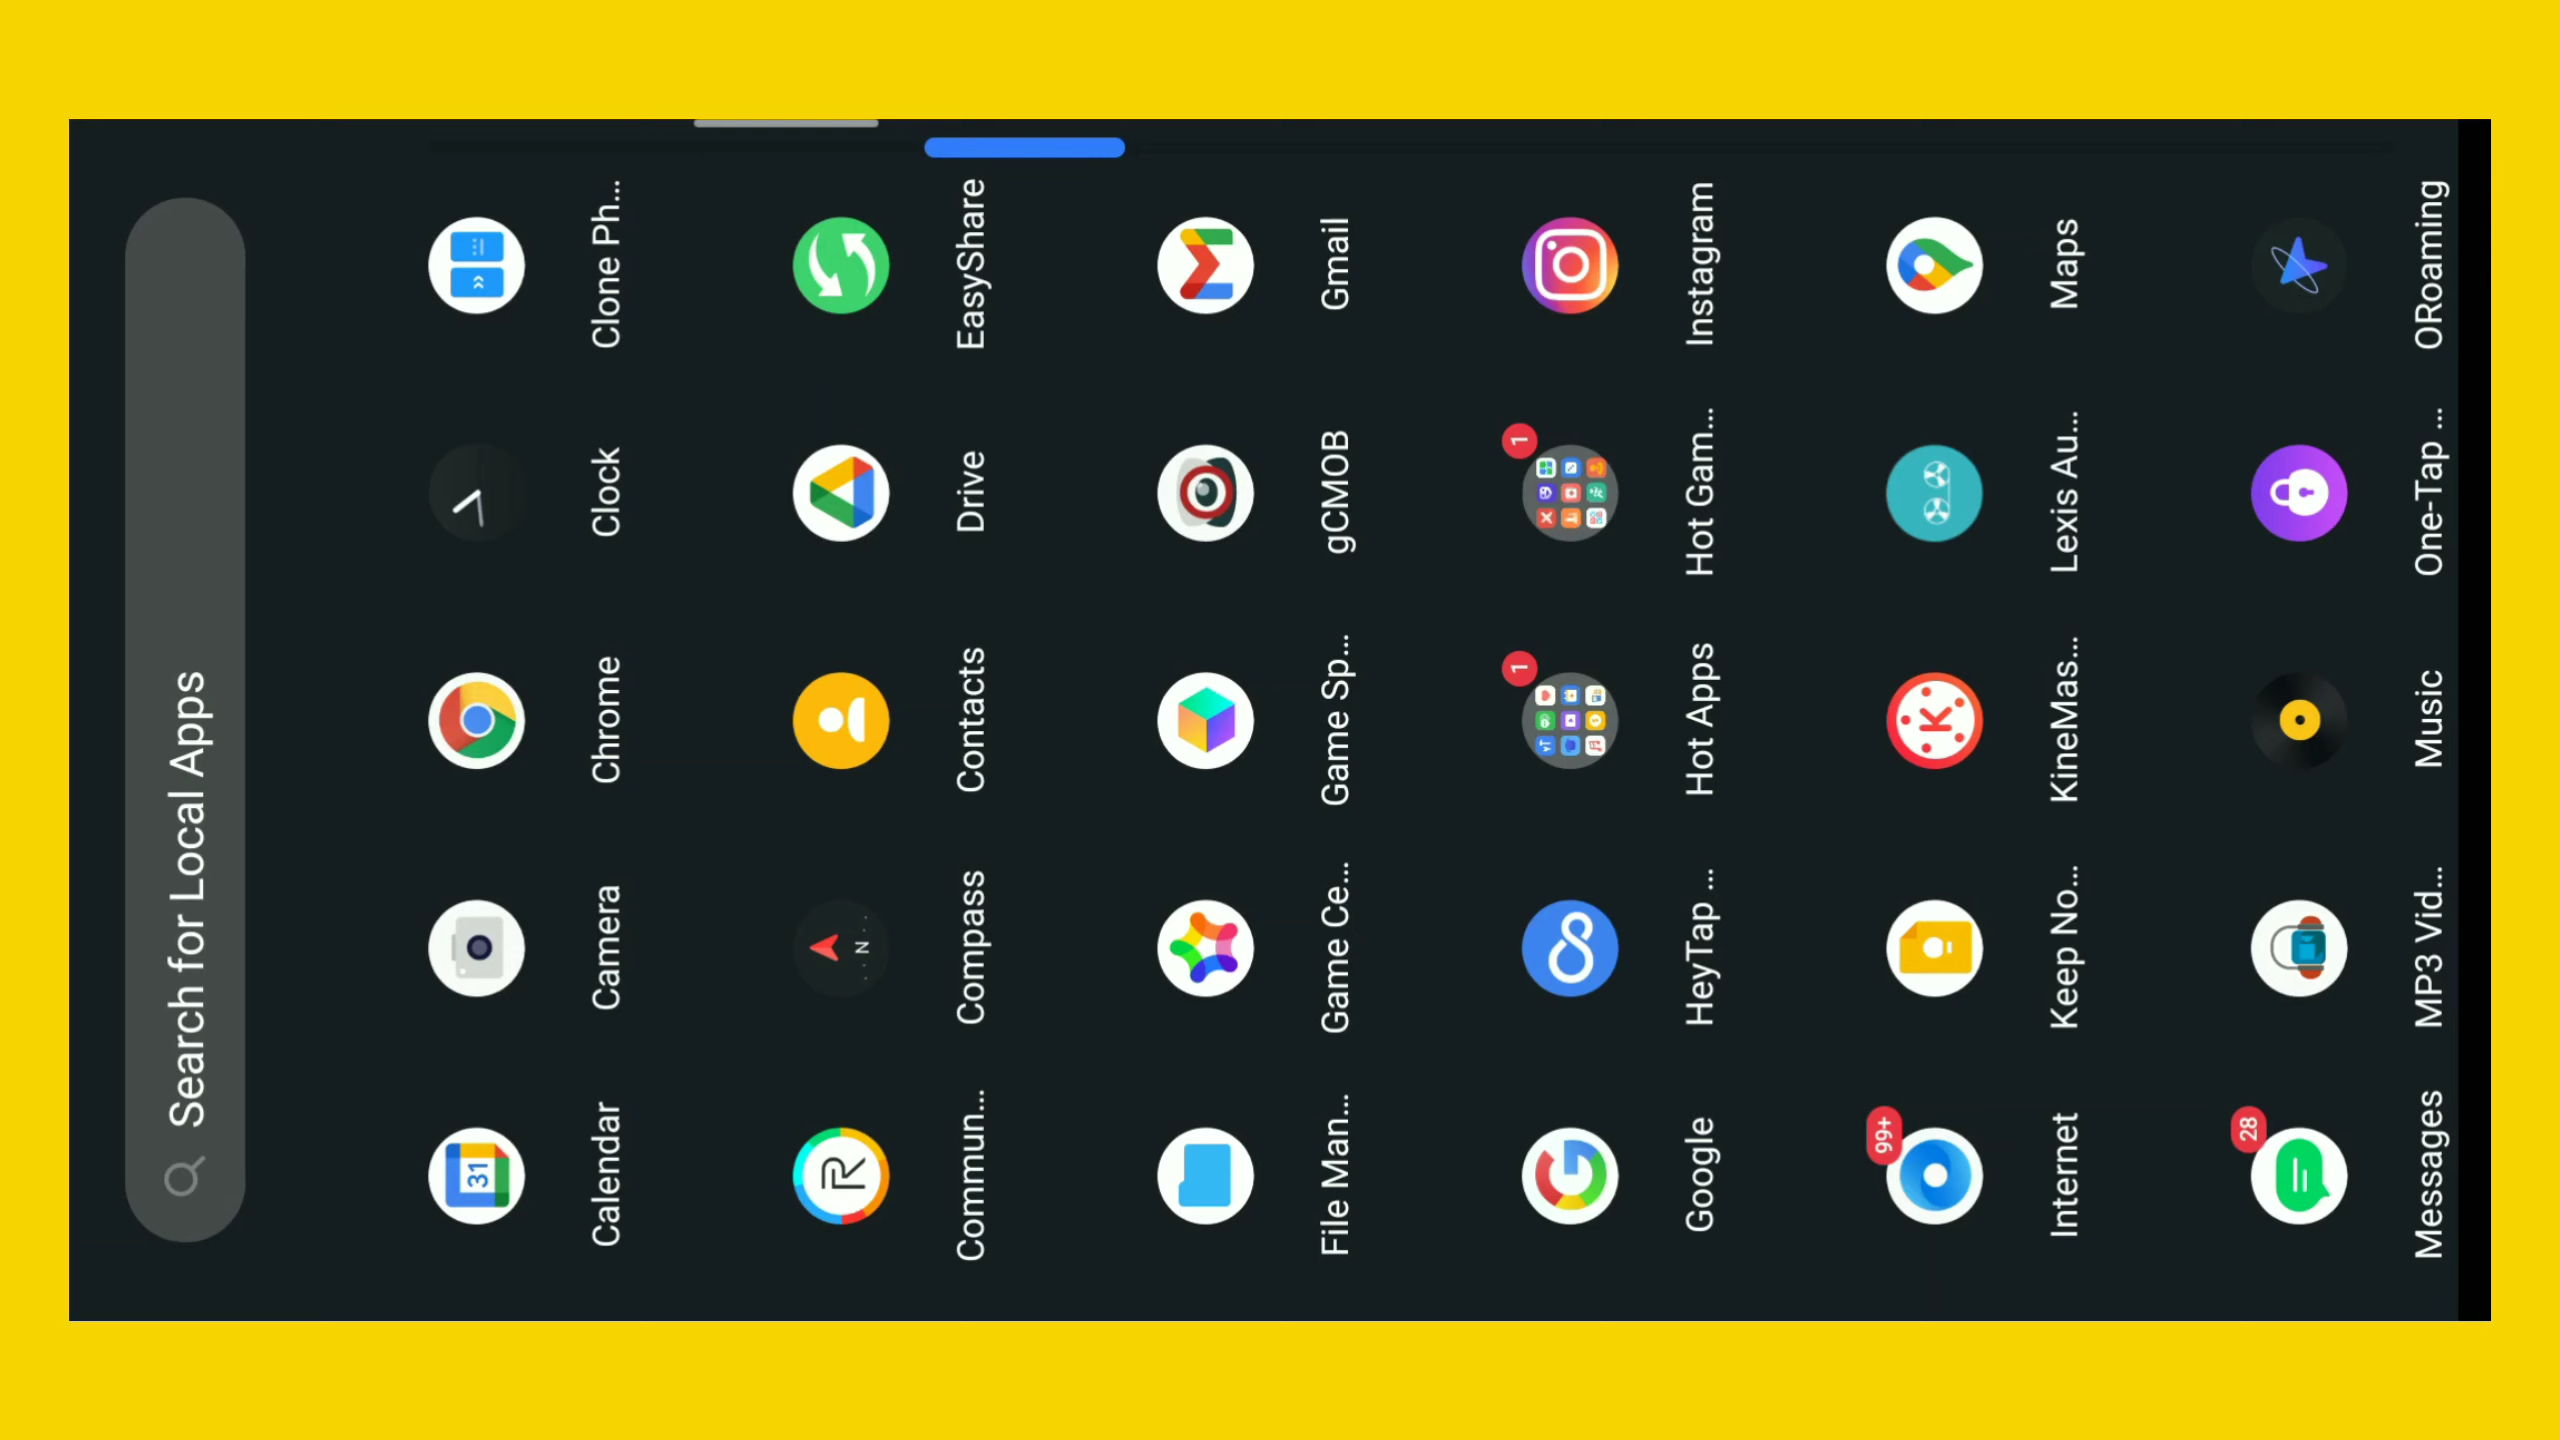 Search for Local Apps
31
Calendar Camera Chrome Clock Clone Ph...
R N
Commun... Compass Contacts Drive EasyShare
File Man... Game Ce... Game Sp... gCMOB Gmail
1 1
Google HeyTap ... Hot Apps Hot Gam... Instagram
99+
K
Internet Keep No... KineMas... Lexis Au... Maps
28
Messages MP3 Vid... Music One-Tap ... ORoaming